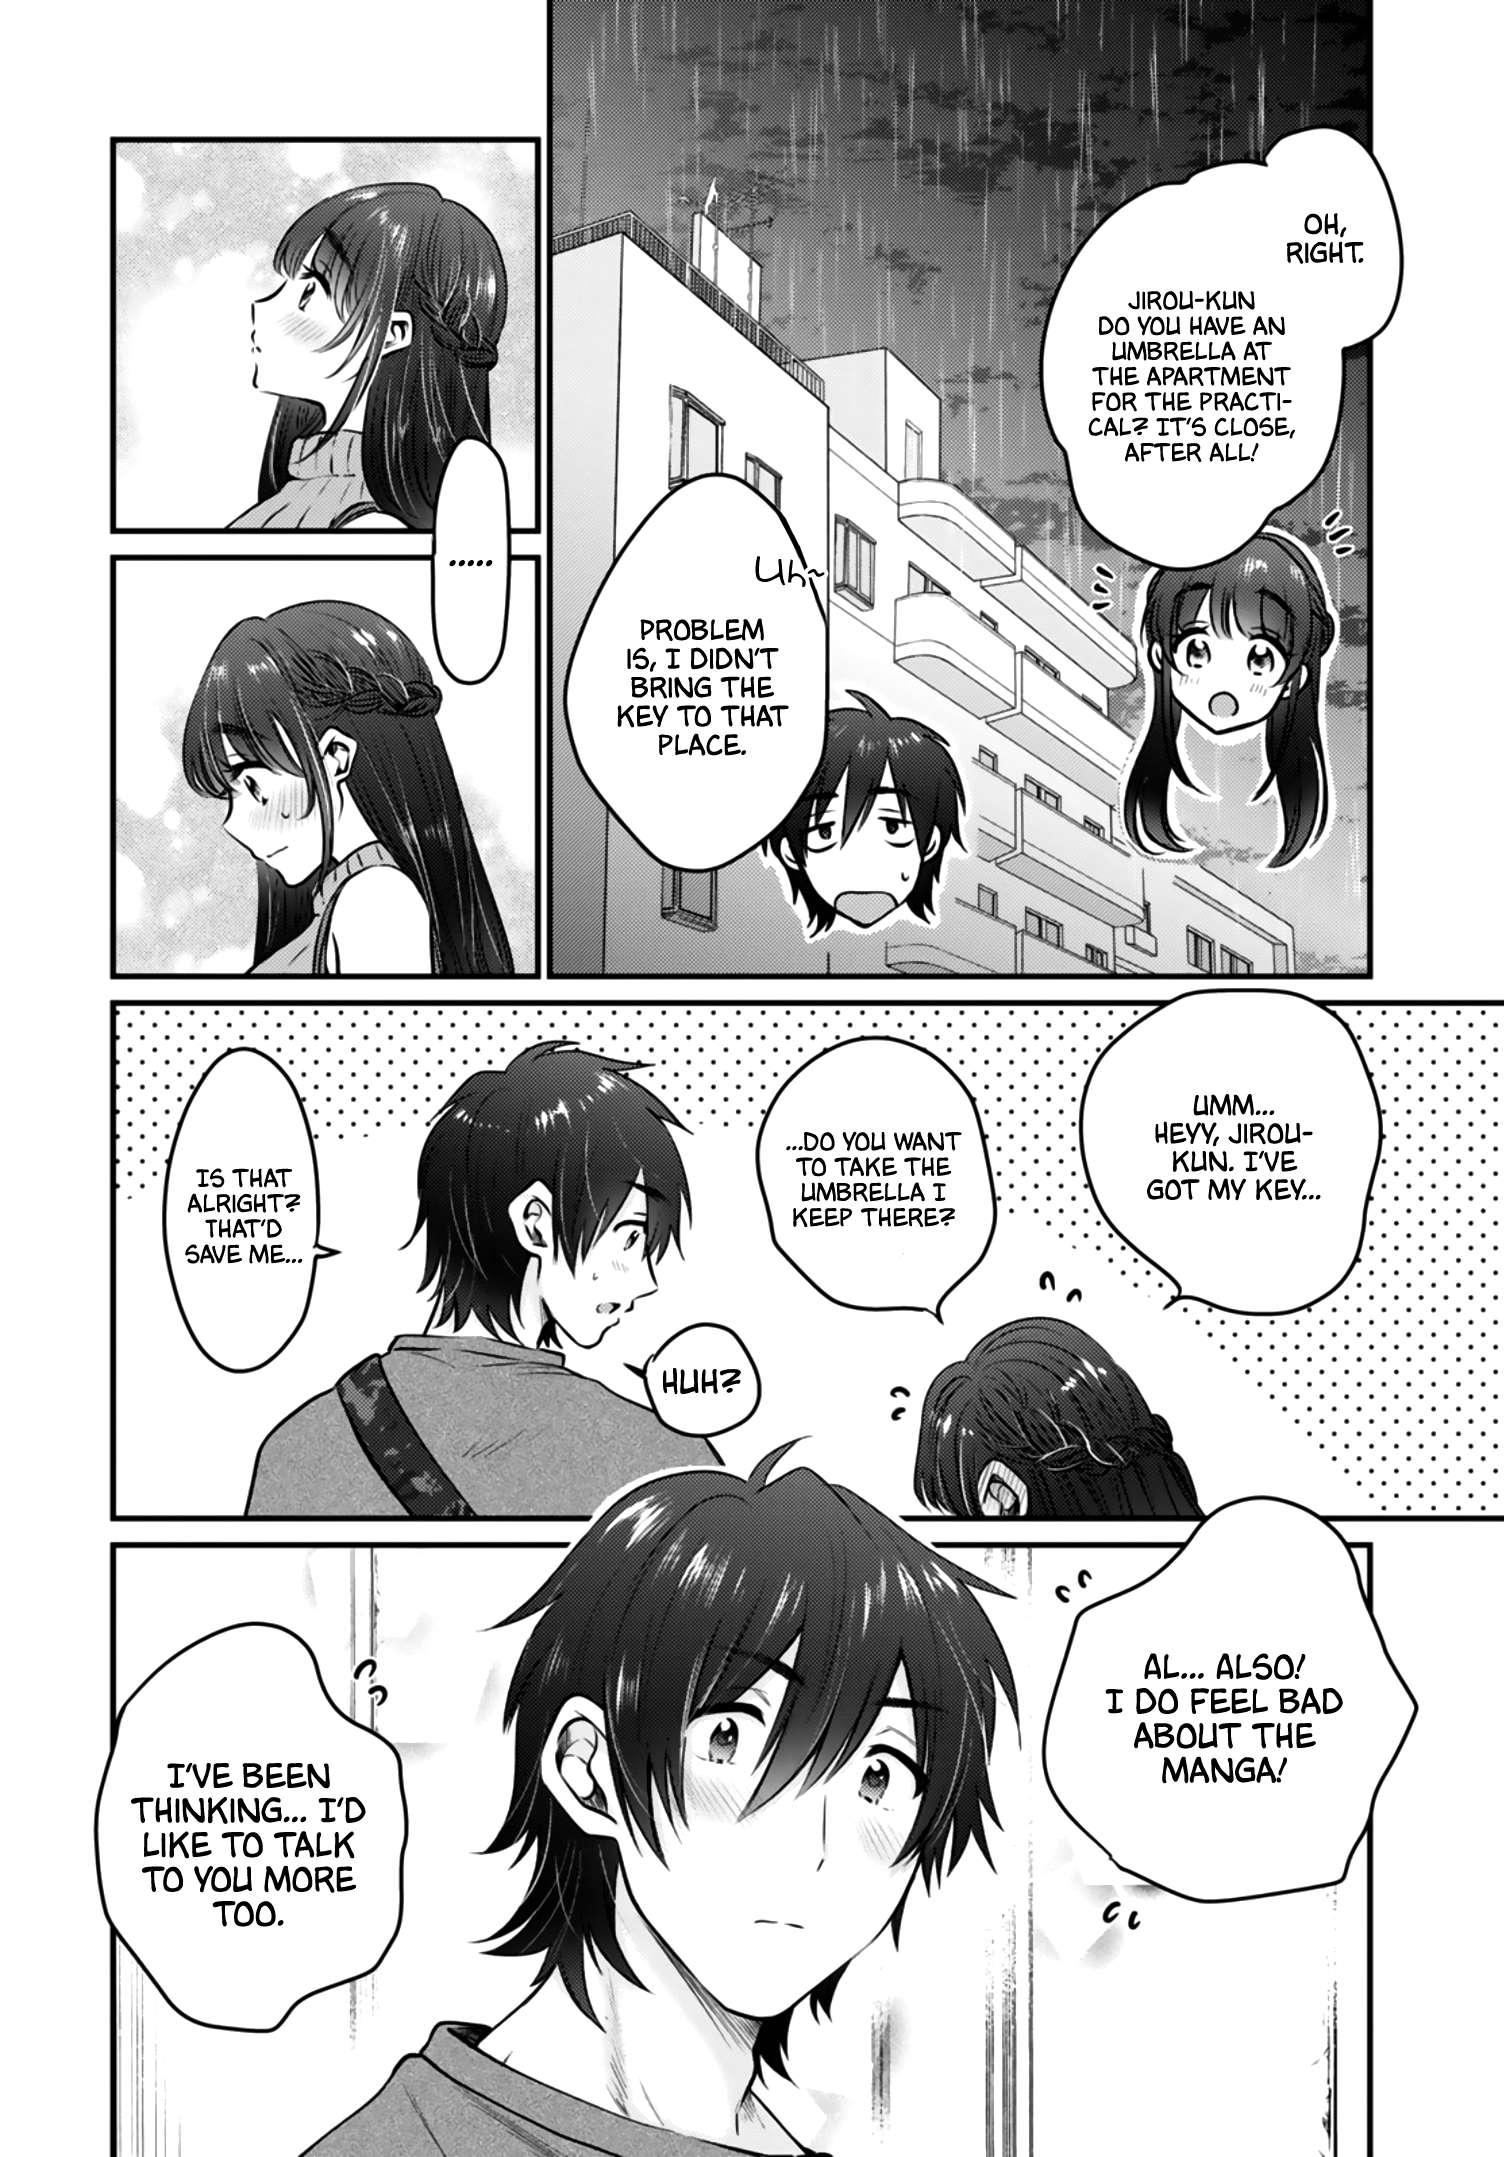 OH,
RIGHT.
JIROU-KUN
DO YOU HAVE AN
UMBRELLA AT
THE APARTMENT
FOR THE PRACTI-
CAL? IT'S CLOSE,
AFTER ALL!
Uh~
PROBLEM
IS, I DIDN'T
BRING THE
KEY TO THAT
PLACE.
.....
UMM...
HEYY, JIROU-
KUN. I'VE
GOT MY KEY...
...DO YOU WANT
TO TAKE THE
UMBRELLA I
KEEP THERE?
HUH?
IS THAT
ALRIGHT?
THAT'D
SAVE ME...
AL... ALSO!
I DO FEEL BAD
ABOUT THE
MANGA!
I'VE BEEN
THINKING... I'D
LIKE TO TALK
TO YOU MORE
TOO.